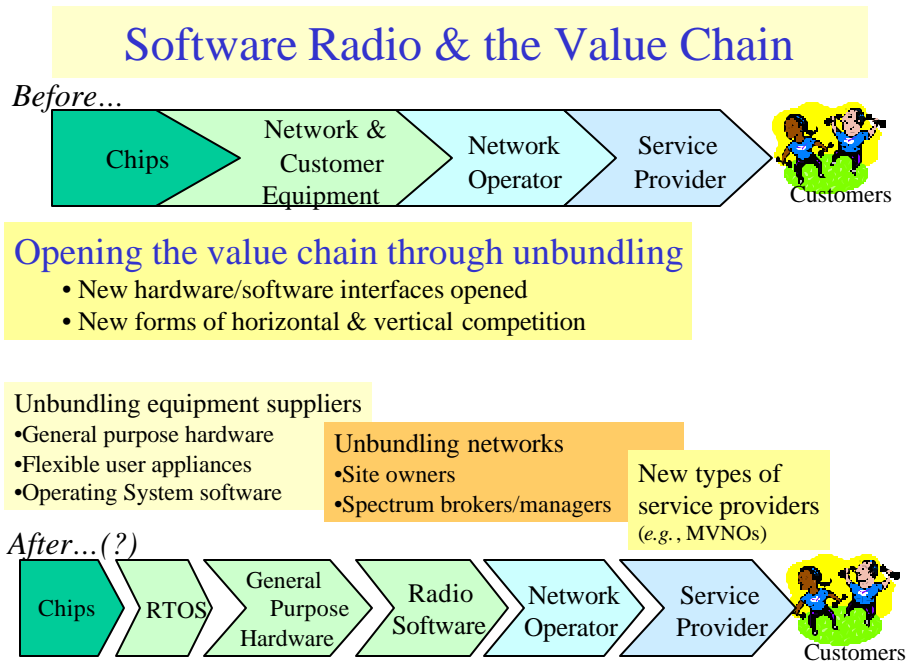 Software Radio & the Value Chain
Before…
Chips
Network &
Customer
Equipment
Network
Operator
Service
Provider
Customers
Opening the value chain through unbundling
• New hardware/software interfaces opened
• New forms of horizontal & vertical competition
Unbundling equipment suppliers
•General purpose hardware
•Flexible user appliances
•Operating System software
Unbundling networks
•Site owners
•Spectrum brokers/managers
New types of
service providers
(e.g., MVNOs)
After…(?)
Chips
RTOS
General
Purpose
Hardware
Radio
Software
Network
Operator
Service
Provider
Customers